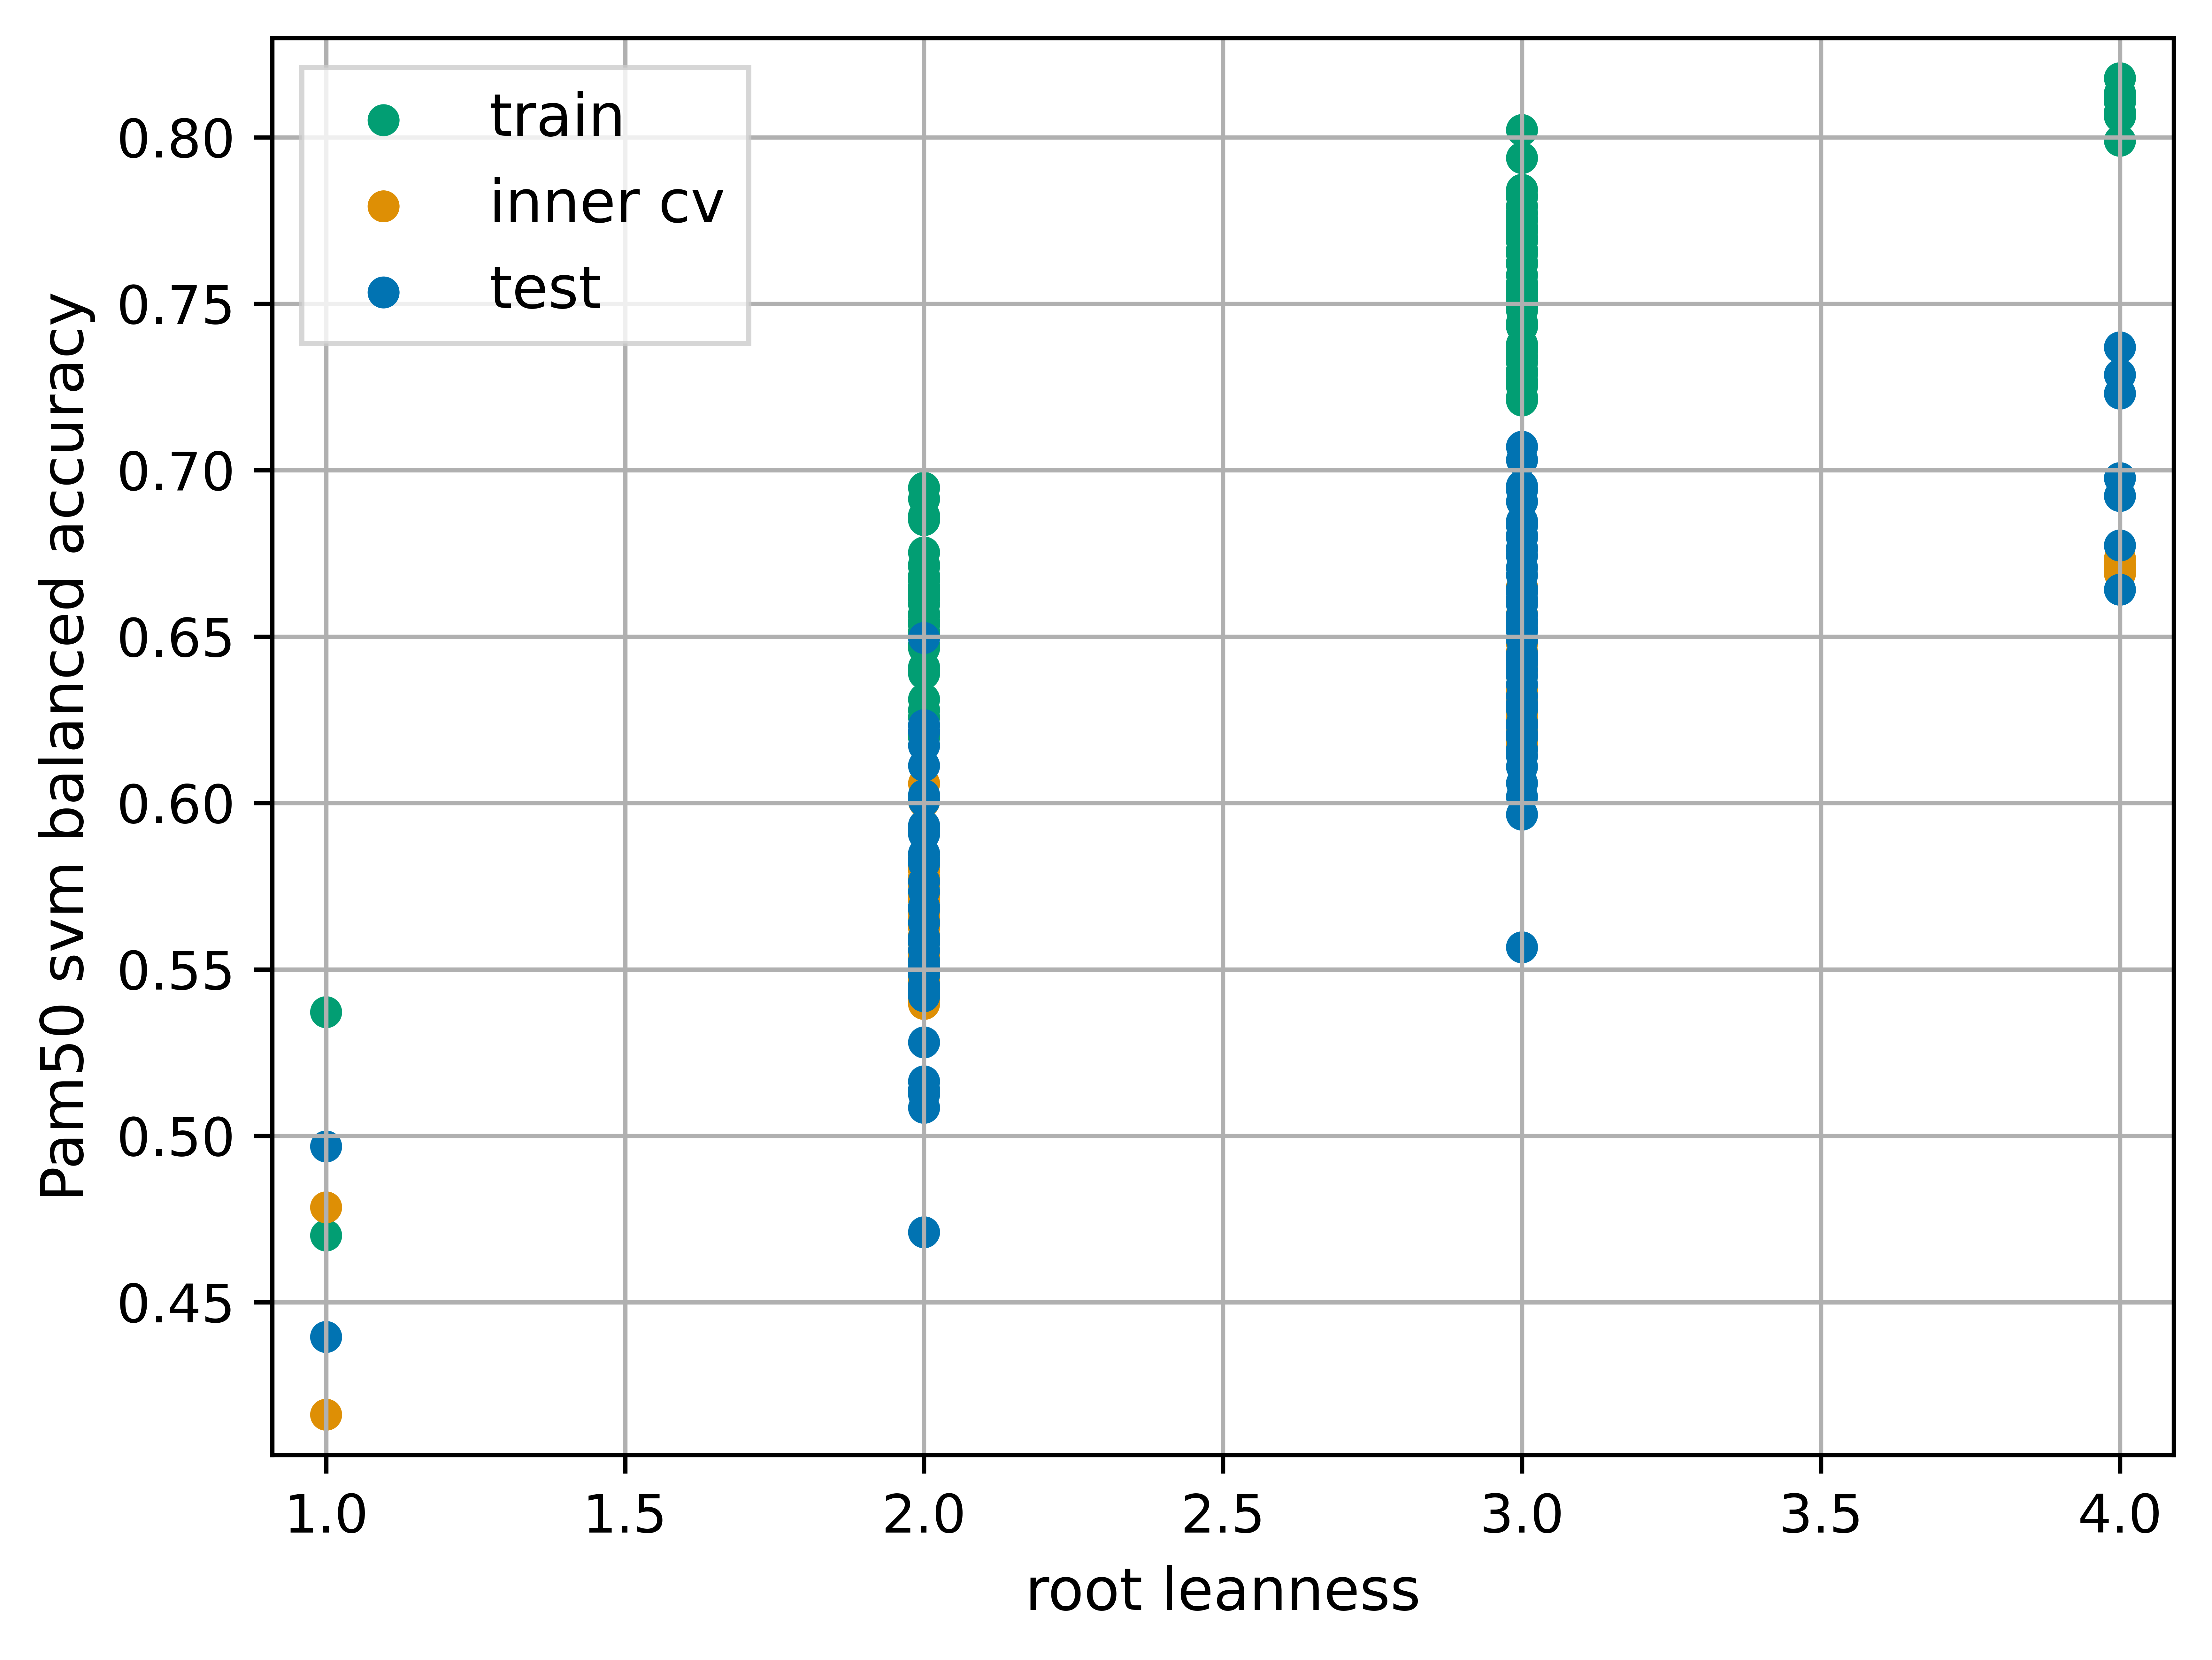 train
inner cv
test
Pam50 svm balanced accuracy
0.80
0.75
0.70
0.65
0.60
0.55
0.50
0.45
1.0 1.5 2.0 2.5 3.0 3.5 4.0
root leanness